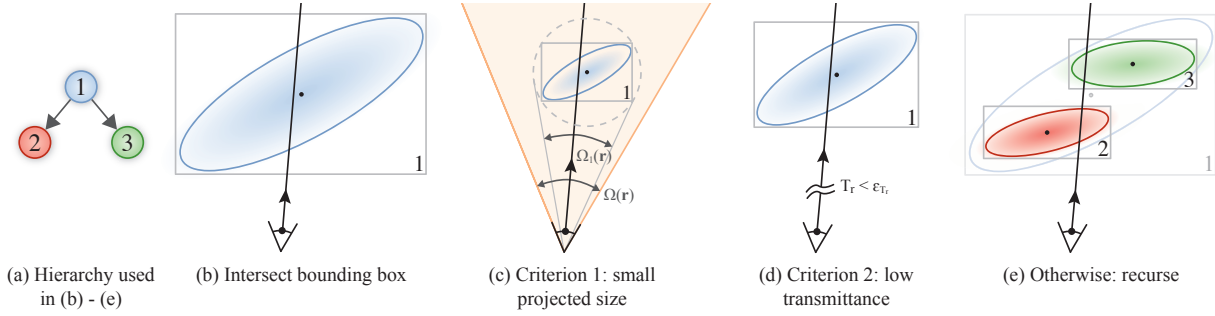 1
2
3
1
1
Ω₁(r)
Ω(r)
1
Tᵣ < ε_Tᵣ
3
2
1
(a) Hierarchy used
in (b) - (e)
(b) Intersect bounding box
(c) Criterion 1: small
projected size
(d) Criterion 2: low
transmittance
(e) Otherwise: recurse